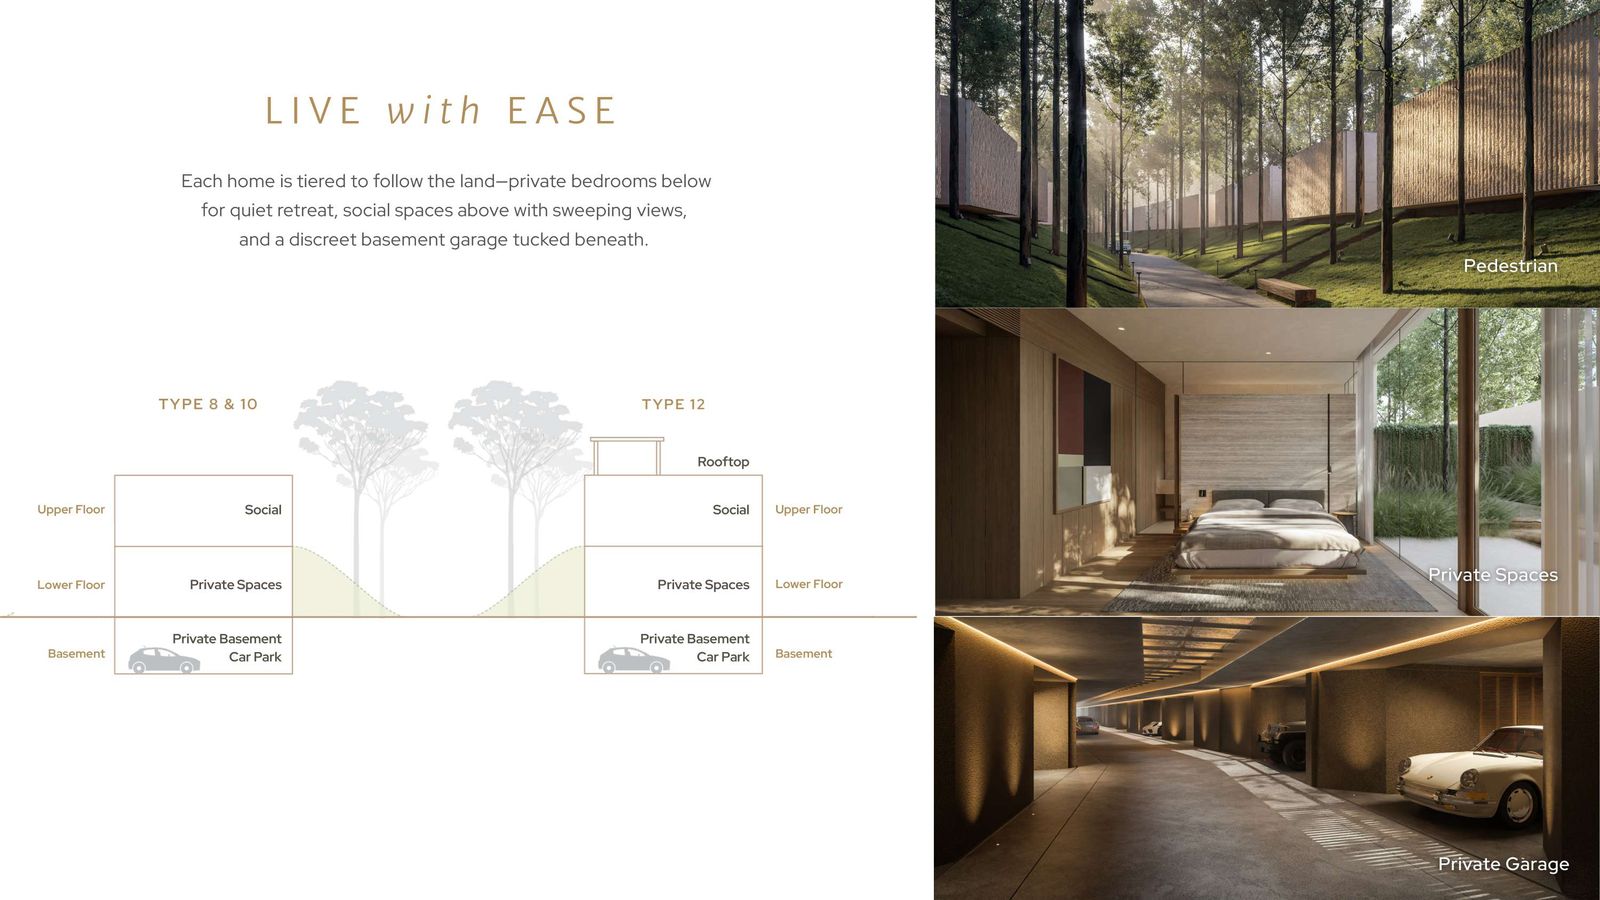 LIVE with EASE
Each home is tiered to follow the land—private bedrooms below
for quiet retreat, social spaces above with sweeping views,
and a discreet basement garage tucked beneath.
TYPE 8 & 10
Upper Floor
Social
Lower Floor
Private Spaces
Basement
Private Basement
Car Park
TYPE 12
Rooftop
Social
Upper Floor
Private Spaces
Lower Floor
Private Basement
Car Park
Basement
Pedestrian
Private Spaces
Private Garage